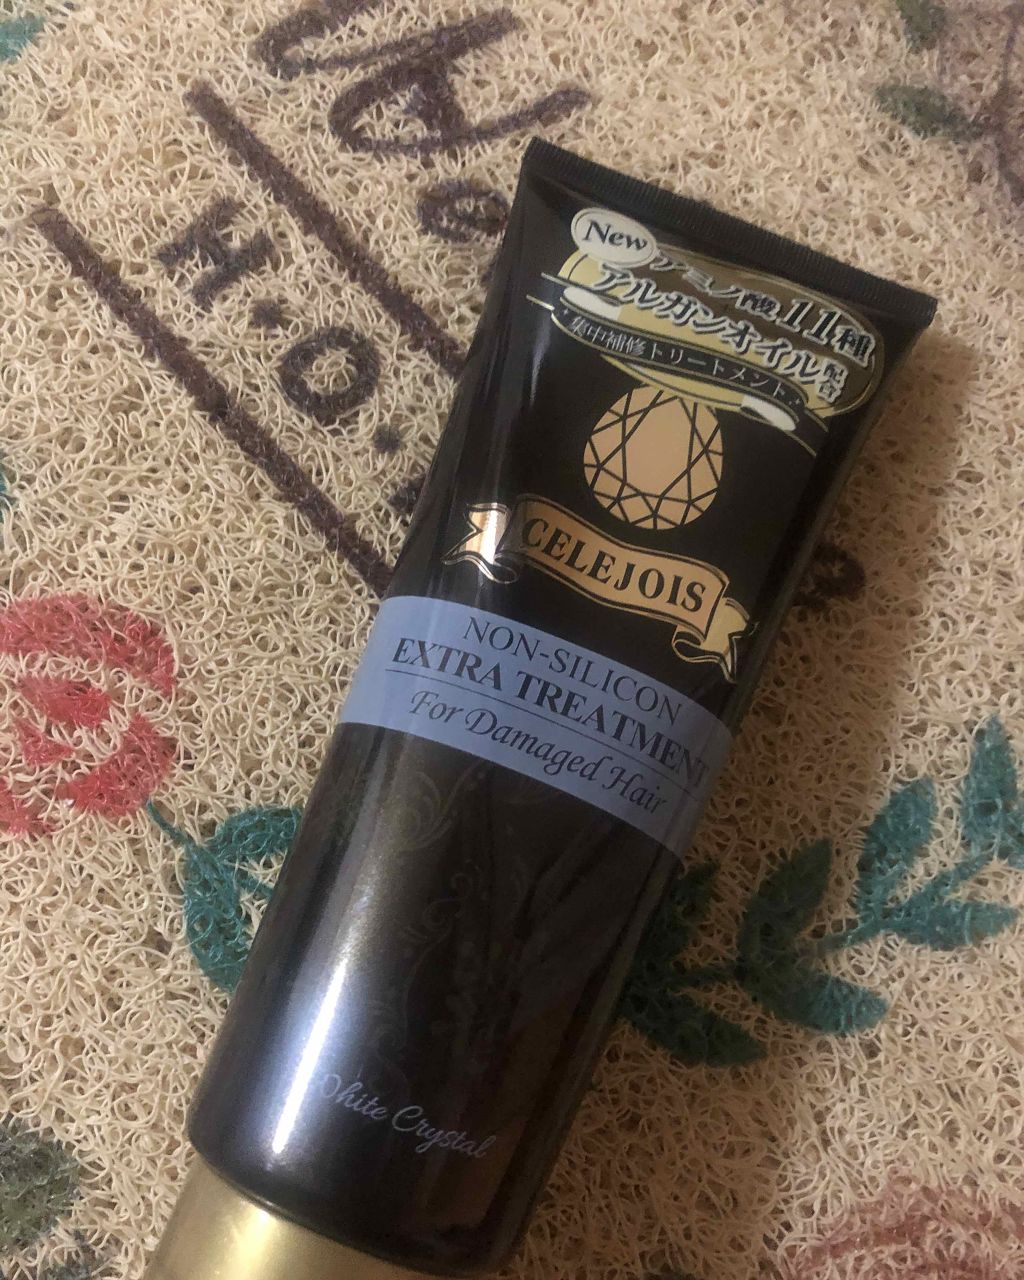 New
アミノ酸11種
アルガンオイル配合
集中補修トリートメント
CELEJOIS
NON-SILICON
EXTRA TREATMENT
For Damaged Hair
White Crystal
H.O.